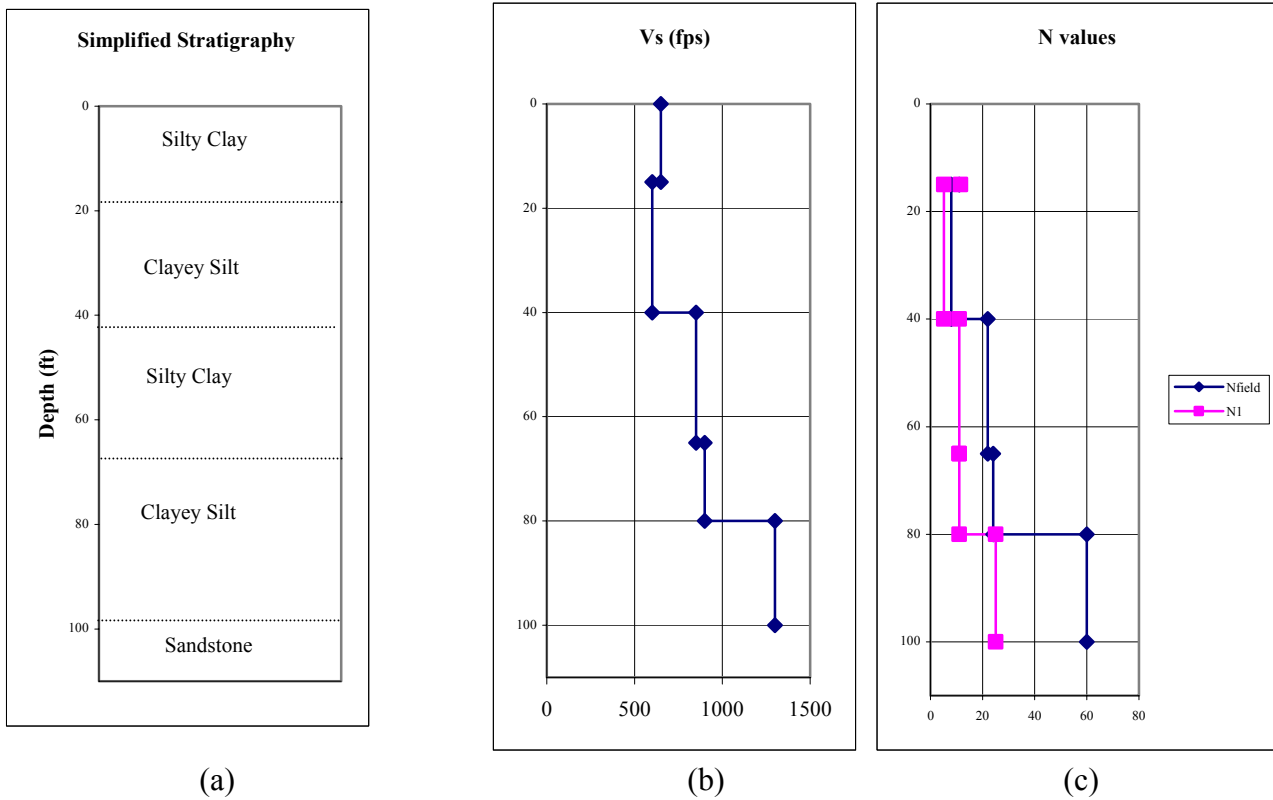 Simplified Stratigraphy
Depth (ft)
0
20
40
60
80
100
Silty Clay
Clayey Silt
Silty Clay
Clayey Silt
Sandstone
(a)
Vs (fps)
0
20
40
60
80
100
0 500 1000 1500
(b)
N values
0
20
40
60
80
100
0 20 40 60 80
Nfield
N1
(c)